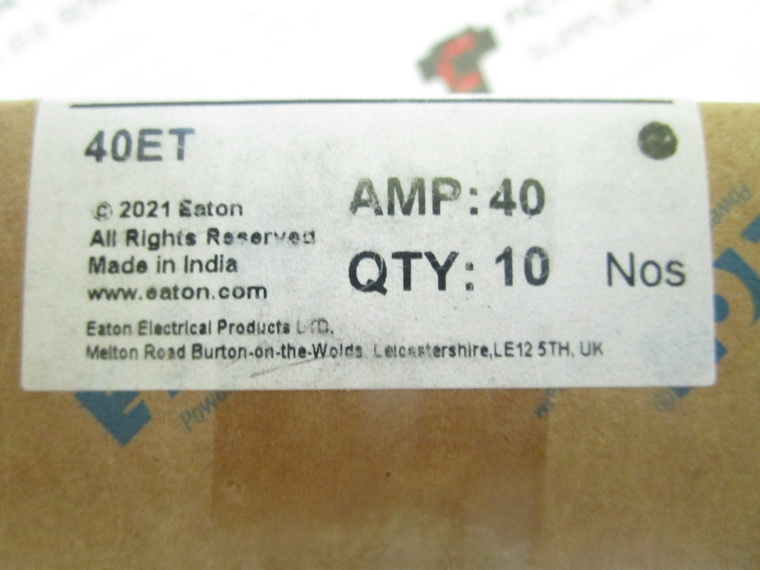 40ET
AMP: 40
© 2021 Eaton
All Rights Reserved
Made in India
www.eaton.com
QTY: 10 Nos
Eaton Electrical Products LTD.
Melton Road Burton-on-the-Wolds, Leicestershire,LE12 5TH, UK